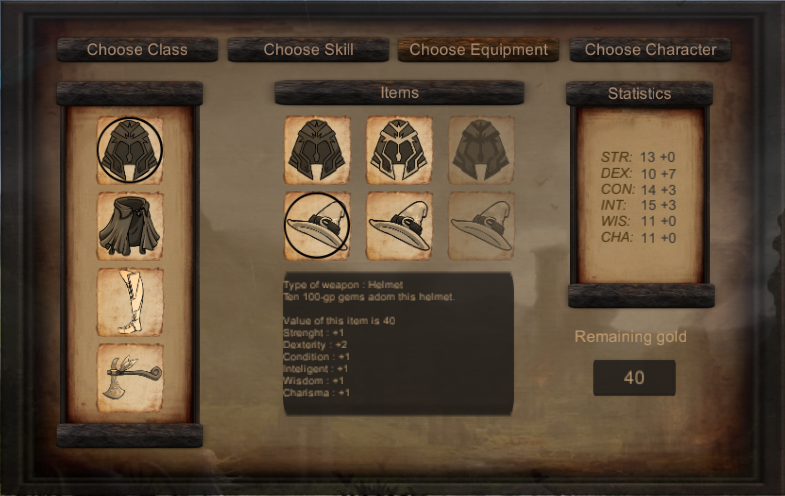 Choose Class
Choose Skill
Choose Equipment
Choose Character
Items
Statistics
STR: 13 +0
DEX: 10 +7
CON: 14 +3
INT: 15 +3
WIS: 11 +0
CHA: 11 +0
Type of weapon : Helmet
Ten 100-gp gems adorn this helmet.
Value of this item is 40
Strenght : +1
Dexterity : +2
Condition : +1
Inteligent : +1
Wisdom : +1
Charisma : +1
Remaining gold
40